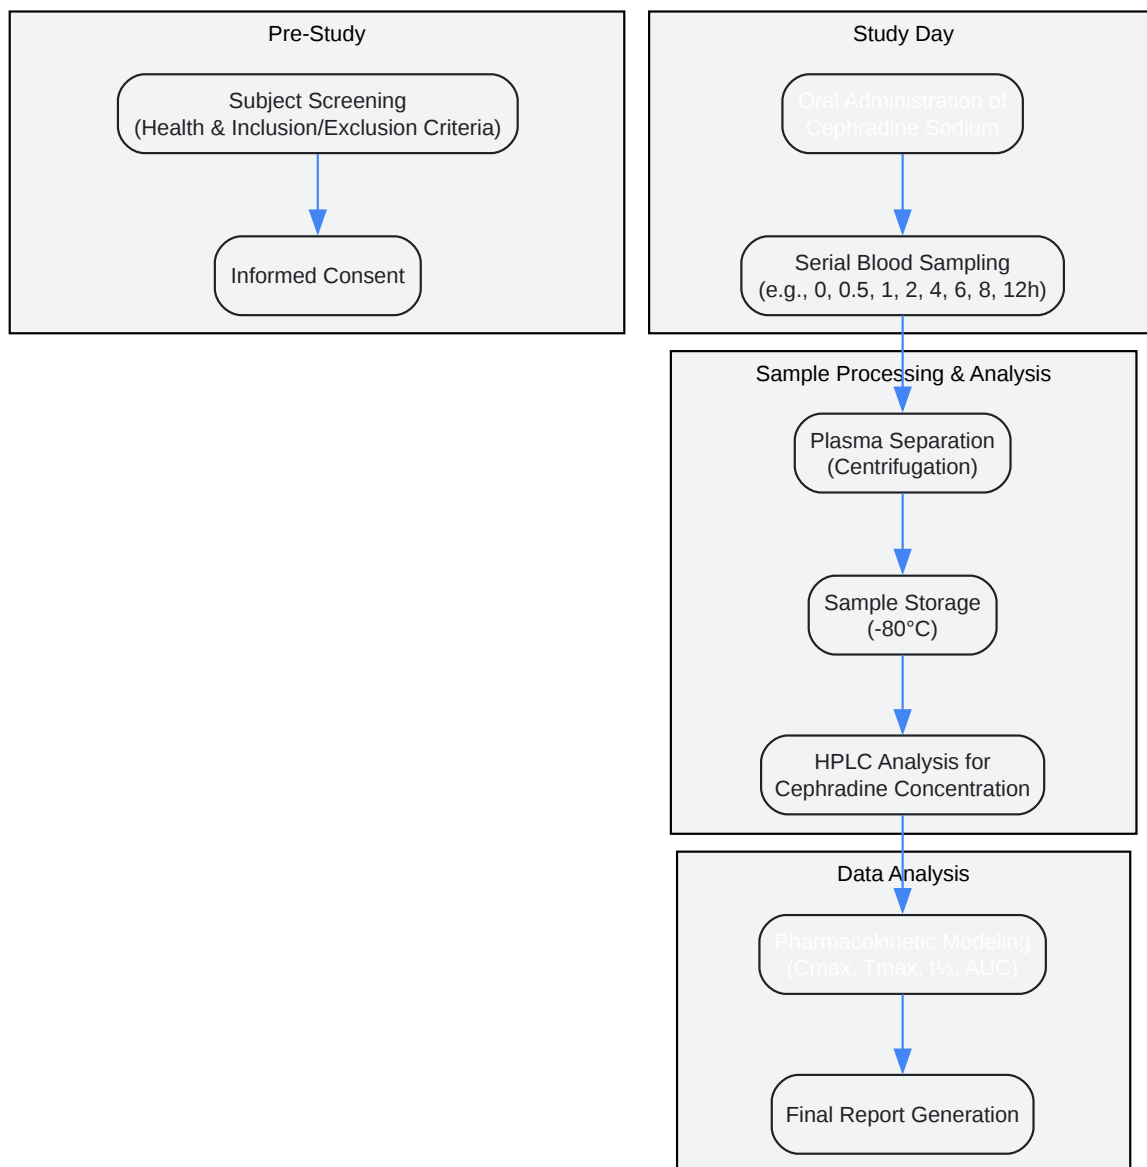 Pre-Study
Subject Screening
(Health & Inclusion/Exclusion Criteria)
Informed Consent
Study Day
Oral Administration of
Cephradine Sodium
Serial Blood Sampling
(e.g., 0, 0.5, 1, 2, 4, 6, 8, 12h)
Sample Processing & Analysis
Plasma Separation
(Centrifugation)
Sample Storage
(-80°C)
HPLC Analysis for
Cephradine Concentration
Data Analysis
Pharmacokinetic Modeling
(Cmax, Tmax, t½, AUC)
Final Report Generation